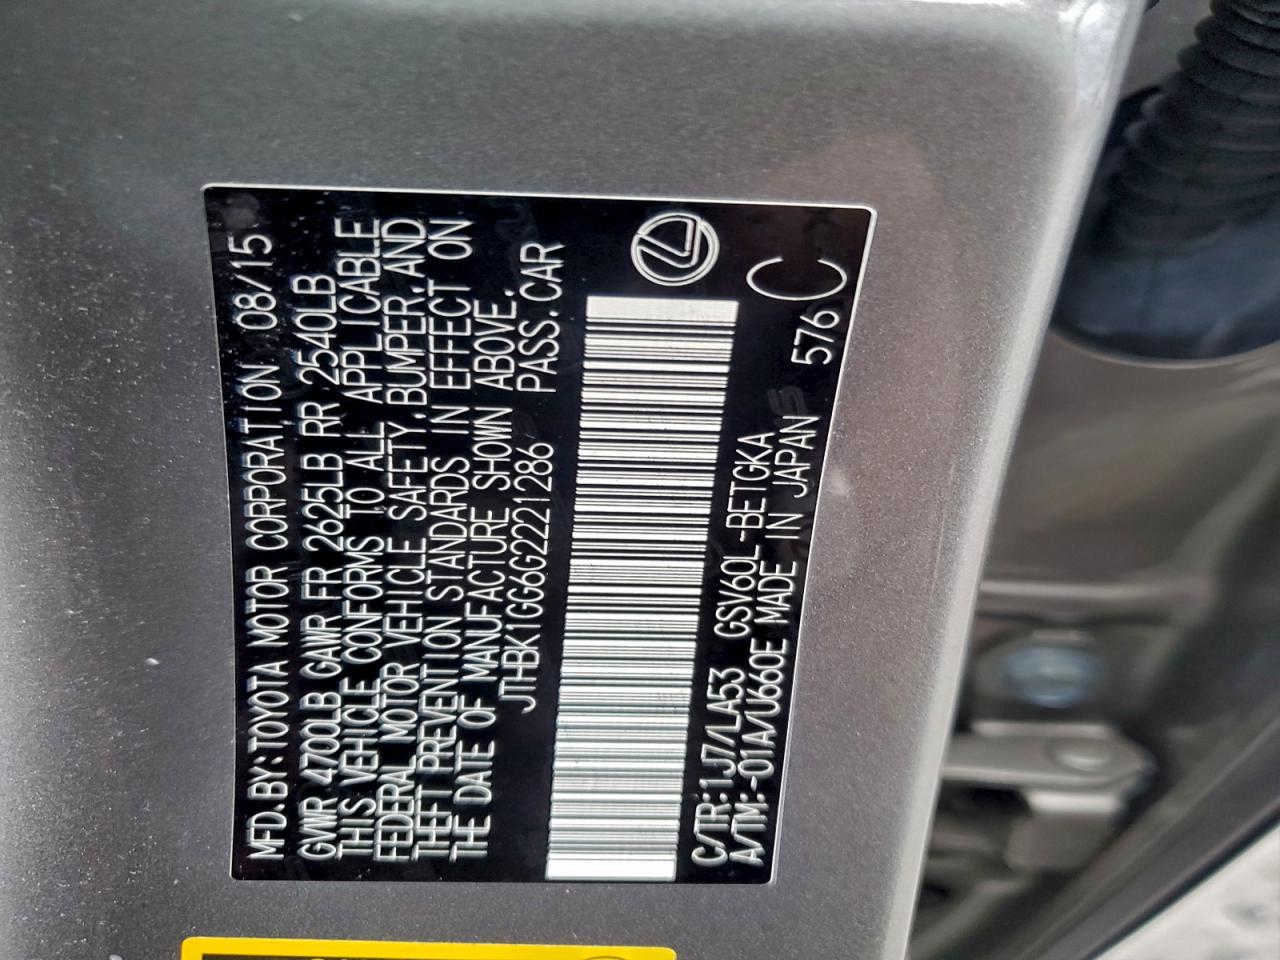 MFD.BY:TOYOTA MOTOR CORPORATION 08/15
GVWR 4700LB GAWR FR 2625LB RR 2540LB
THIS VEHICLE CONFORMS TO ALL APPLICABLE
FEDERAL MOTOR VEHICLE SAFETY,BUMPER,AND
THEFT PREVENTION STANDARDS IN EFFECT ON
THE DATE OF MANUFACTURE SHOWN ABOVE.
JTHBK1GG6G2221286 PASS.CAR
C/TR:1J7/LA53 GSV60L-BETGKA
A/TM:-01A/U660E MADE IN JAPAN 576 C